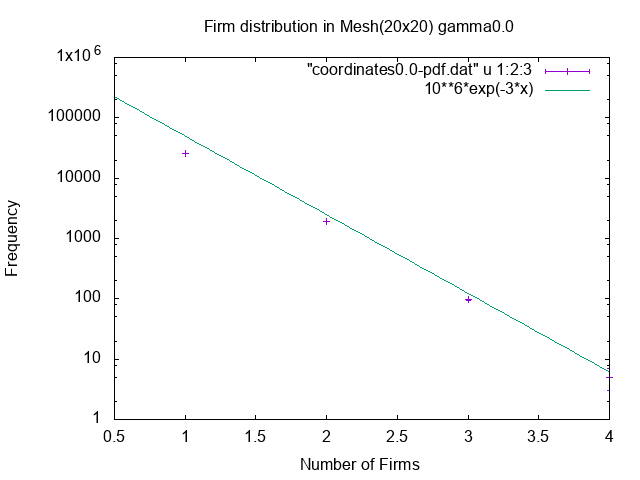 Firm distribution in Mesh(20x20) gamma0.0
1x10^6
100000
10000
1000
100
10
1
"coordinates0.0-pdf.dat" u 1:2:3
10**6*exp(-3*x)
Frequency
0.5 1 1.5 2 2.5 3 3.5 4
Number of Firms